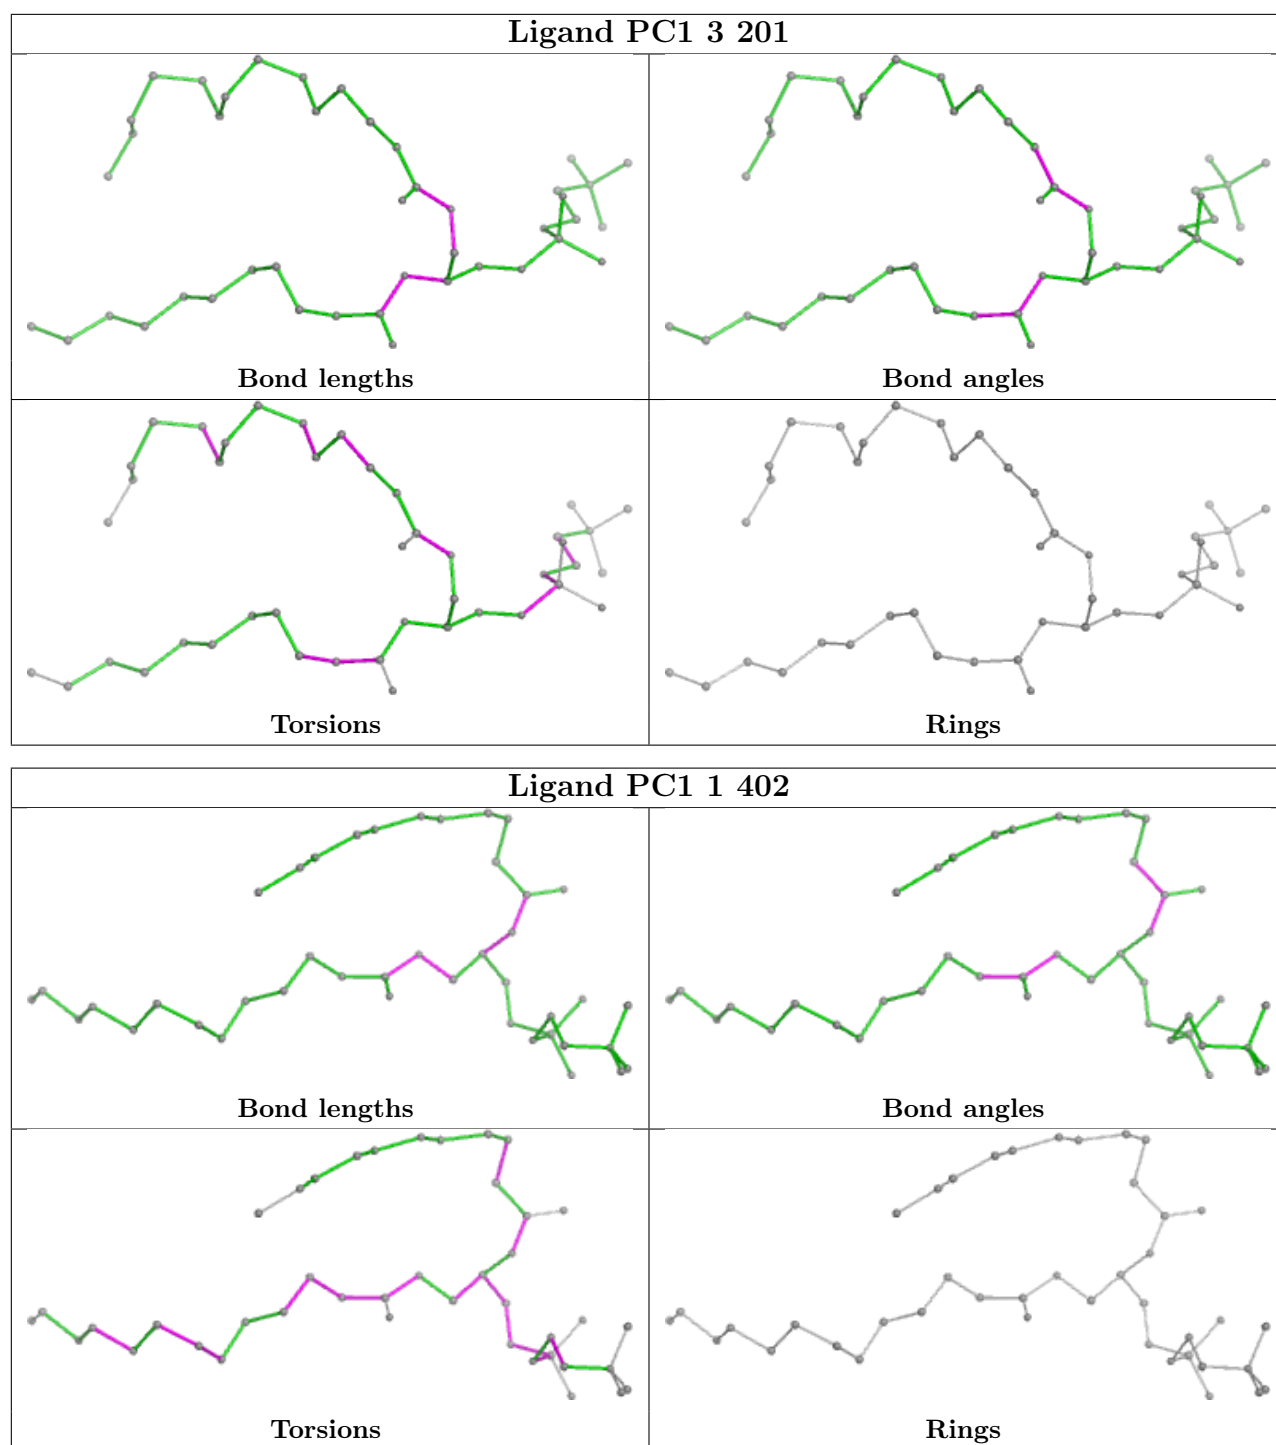 Ligand PC1 3 201
Bond lengths
Bond angles
Torsions
Rings
Ligand PC1 1 402
Bond lengths
Bond angles
Torsions
Rings